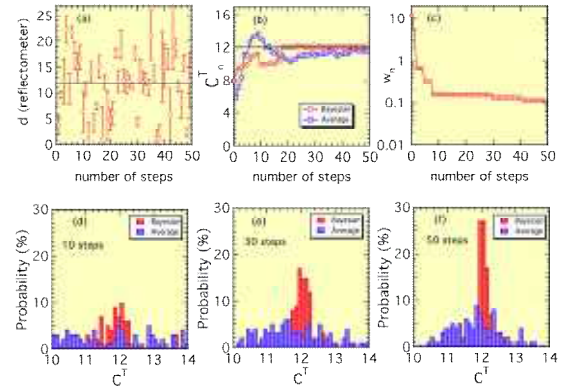 (a)
25
20
15
10
5
0
d (reflectometer)
0 10 20 30 40 50
number of steps
(b)
16
12
8
4
0
C T n
Bayesian
Average
0 10 20 30 40 50
number of steps
(c)
10
1
0.1
0.01
w n
0 10 20 30 40 50
number of steps
(d)
10 steps
Bayesian
Average
30
20
10
0
Probability (%)
10 11 12 13 14
C T
(e)
30 steps
Bayesian
Average
30
20
10
0
Probability (%)
10 11 12 13 14
C T
(f)
50 steps
Bayesian
Average
30
20
10
0
Probability (%)
10 11 12 13 14
C T